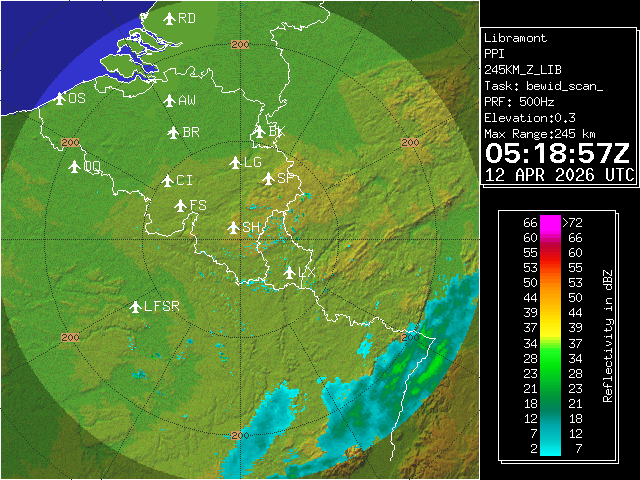 Libramont
PPI
245KM_Z_LIB
Task: bewid_scan_
PRF: 500Hz
Elevation:0.3
Max Range:245 km
05:18:57Z
12 APR 2026 UTC
RD
200
OS
AW
BR
BK
200
200
OQ
LG
CI
SP
FS
SH
LX
LFSR
200
200
200
66 >72
60 66
55 60
53 55
50 53
44 50
39 44
37 39
34 37
28 34
23 28
21 23
18 21
12 18
7 12
2 7
Reflectivity in dBZ